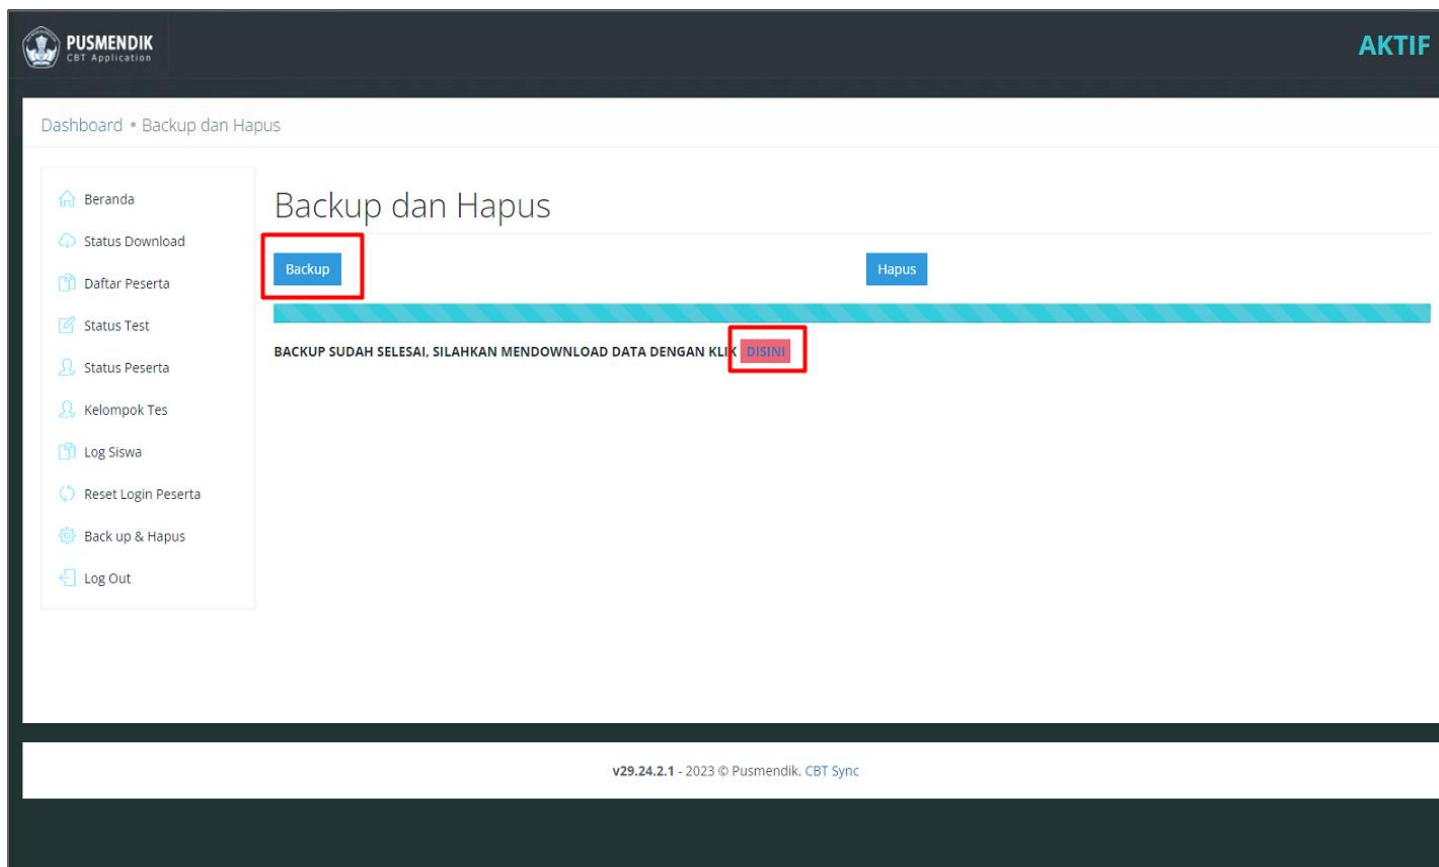 PUSMENDIK
CBT Application
AKTIF
Dashboard • Backup dan Hapus
Beranda
Status Download
Daftar Peserta
Status Test
Status Peserta
Kelompok Tes
Log Siswa
Reset Login Peserta
Back up & Hapus
Log Out
Backup dan Hapus
Backup
Hapus
BACKUP SUDAH SELESAI, SILAHKAN MENDOWNLOAD DATA DENGAN KLIK DISINI
v29.24.2.1 - 2023 © Pusmendik. CBT Sync